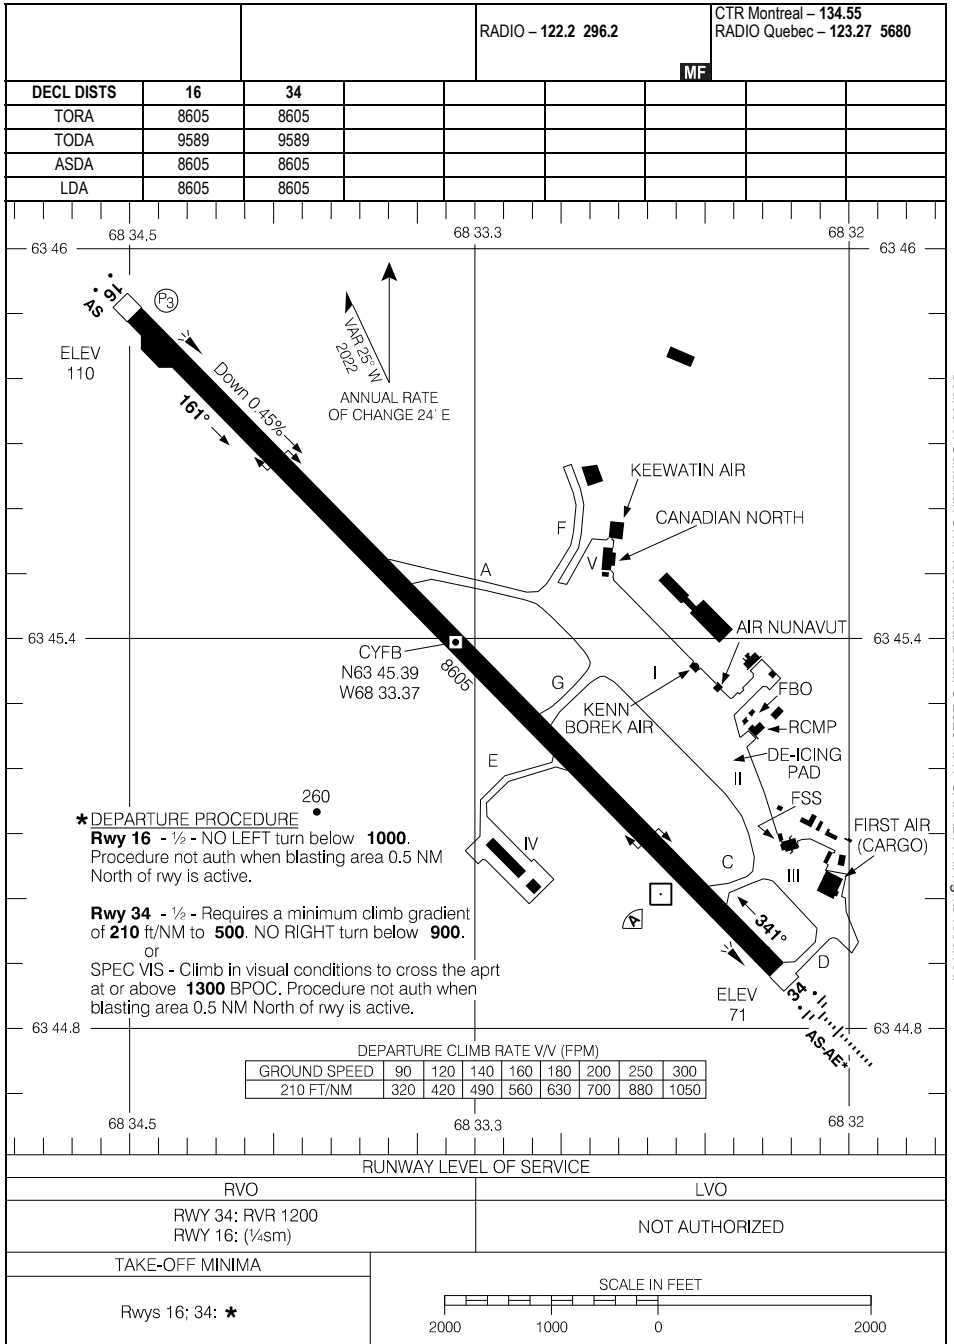 RADIO – 122.2 296.2
MF
CTR Montreal – 134.55
RADIO Quebec – 123.27 5680
DECL DISTS 16 34
TORA 8605 8605
TODA 9589 9589
ASDA 8605 8605
LDA 8605 8605
68 34.5 68 33.3 68 32
63 46 63 46
16
AS
P3
ELEV
110
VAR 25° W
2022
ANNUAL RATE
OF CHANGE 24' E
Down 0.45%
161°
KEEWATIN AIR
CANADIAN NORTH
F
V
A
63 45.4 63 45.4
AIR NUNAVUT
CYFB
N63 45.39
W68 33.37
8605
G
I
KENN
BOREK AIR
FBO
RCMP
DE-ICING
PAD
II
E
FSS
FIRST AIR
(CARGO)
260
IV
C
III
* DEPARTURE PROCEDURE
Rwy 16 - ½ - NO LEFT turn below 1000.
Procedure not auth when blasting area 0.5 NM
North of rwy is active.
Rwy 34 - ½ - Requires a minimum climb gradient
of 210 ft/NM to 500. NO RIGHT turn below 900.
or
SPEC VIS - Climb in visual conditions to cross the aprt
at or above 1300 BPOC. Procedure not auth when
blasting area 0.5 NM North of rwy is active.
A
341°
D
ELEV
71
34
AS-AE*
63 44.8 63 44.8
DEPARTURE CLIMB RATE V/V (FPM)
GROUND SPEED 90 120 140 160 180 200 250 300
210 FT/NM 320 420 490 560 630 700 880 1050
68 34.5 68 33.3 68 32
RUNWAY LEVEL OF SERVICE
RVO LVO
RWY 34: RVR 1200
RWY 16: (¼sm)
NOT AUTHORIZED
TAKE-OFF MINIMA
Rwys 16; 34: *
SCALE IN FEET
2000 1000 0 2000